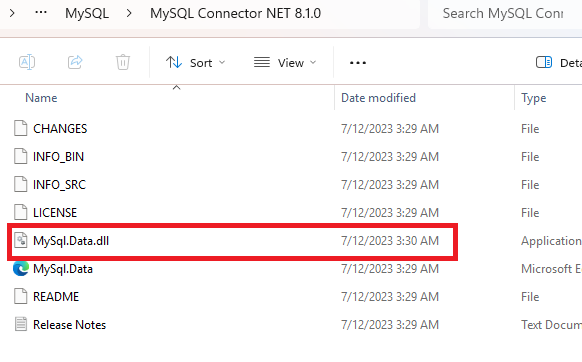 > ... MySQL > MySQL Connector NET 8.1.0 Search MySQL Conn
Sort View ... Deta
Name Date modified Type
CHANGES 7/12/2023 3:29 AM File
INFO_BIN 7/12/2023 3:29 AM File
INFO_SRC 7/12/2023 3:29 AM File
LICENSE 7/12/2023 3:29 AM File
MySql.Data.dll 7/12/2023 3:30 AM Application
MySql.Data 7/12/2023 3:29 AM Microsoft E
README 7/12/2023 3:29 AM File
Release Notes 7/12/2023 3:29 AM Text Docum